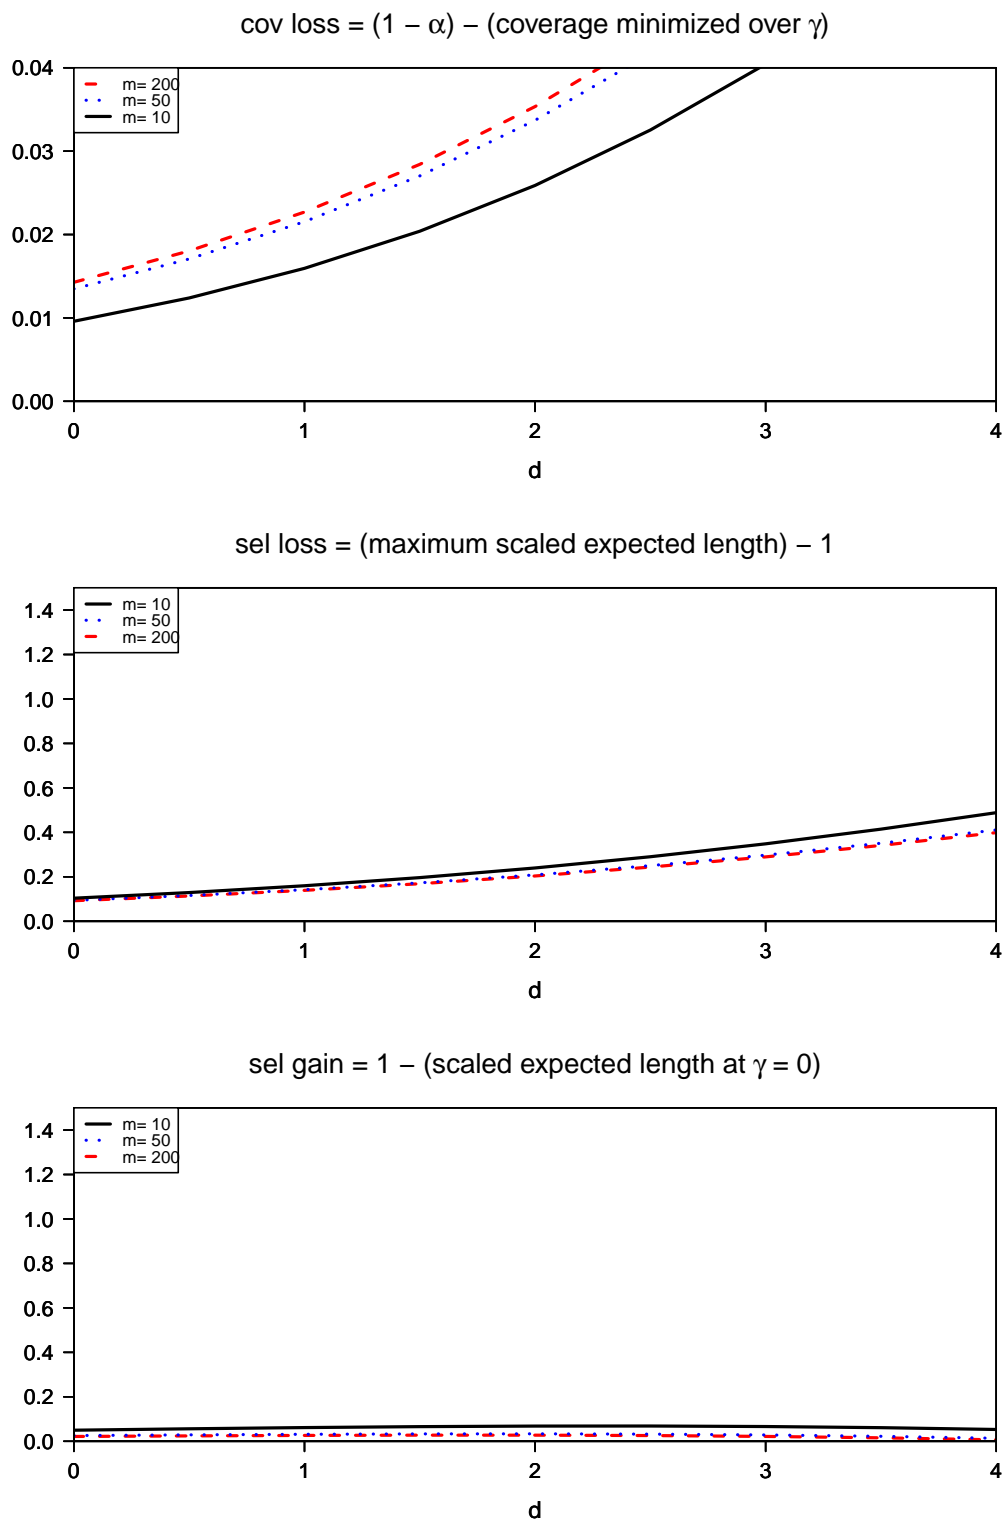 cov loss = (1 − α) − (coverage minimized over γ)
0.04
0.03
0.02
0.01
0.00
m= 200
m= 50
m= 10
0 1 2 3 4
d
sel loss = (maximum scaled expected length) − 1
1.4
1.2
1.0
0.8
0.6
0.4
0.2
0.0
m= 10
m= 50
m= 200
0 1 2 3 4
d
sel gain = 1 − (scaled expected length at γ = 0)
1.4
1.2
1.0
0.8
0.6
0.4
0.2
0.0
m= 10
m= 50
m= 200
0 1 2 3 4
d